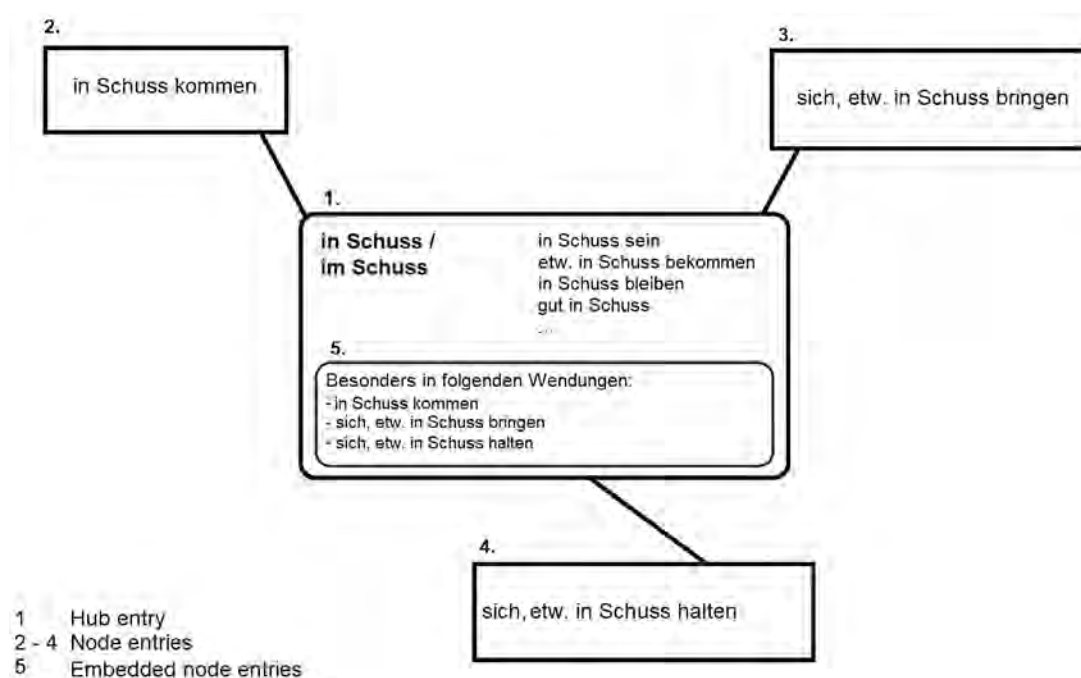 2.
in Schuss kommen
3.
sich, etw. in Schuss bringen
1.
in Schuss /
im Schuss
in Schuss sein
etw. in Schuss bekommen
in Schuss bleiben
gut in Schuss
...
5.
Besonders in folgenden Wendungen:
- in Schuss kommen
- sich, etw. in Schuss bringen
- sich, etw. in Schuss halten
4.
sich, etw. in Schuss halten
1 Hub entry
2 - 4 Node entries
5 Embedded node entries